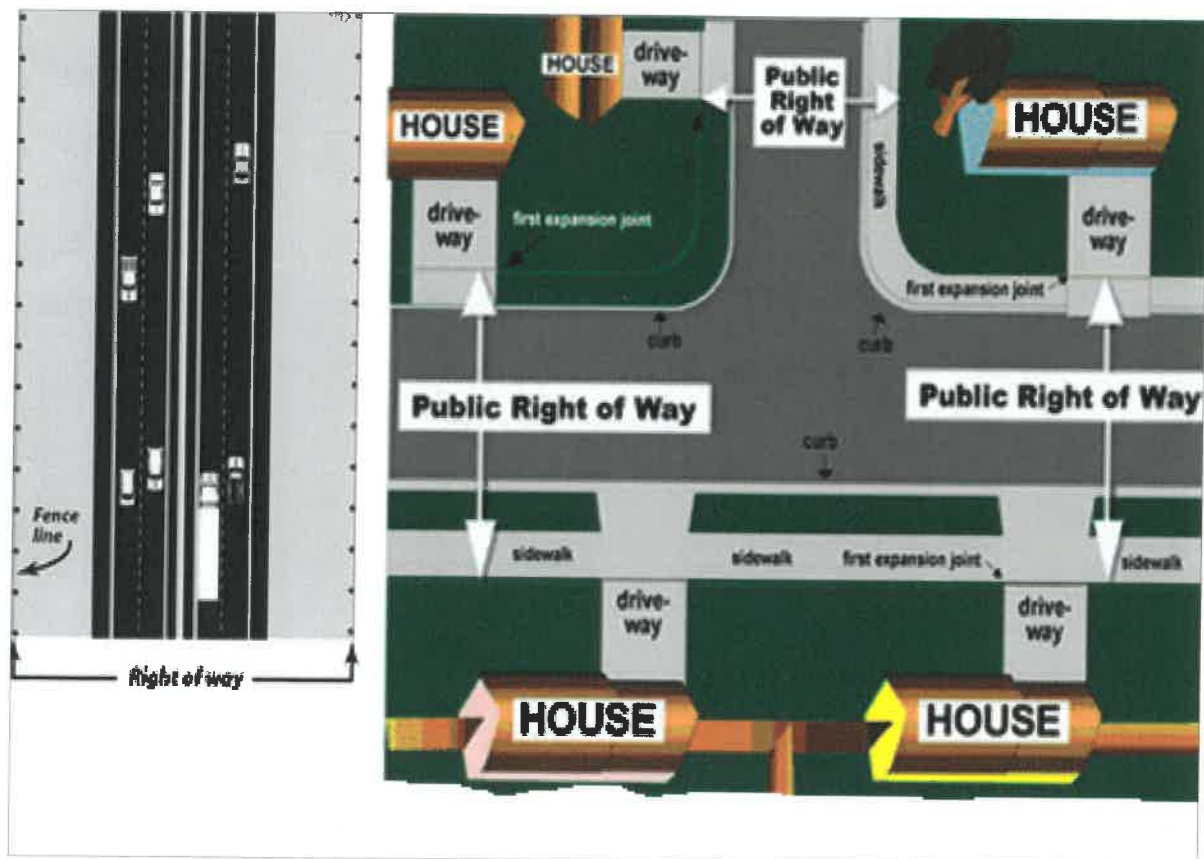 Fence
line
Right of way
HOUSE
drive-
way
Public
Right
of Way
HOUSE
HOUSE
sidewalk
drive-
way
first expansion joint
drive-
way
first expansion joint
curb
curb
Public Right of Way
Public Right of Way
curb
sidewalk
sidewalk
first expansion joint
sidewalk
drive-
way
drive-
way
HOUSE
HOUSE